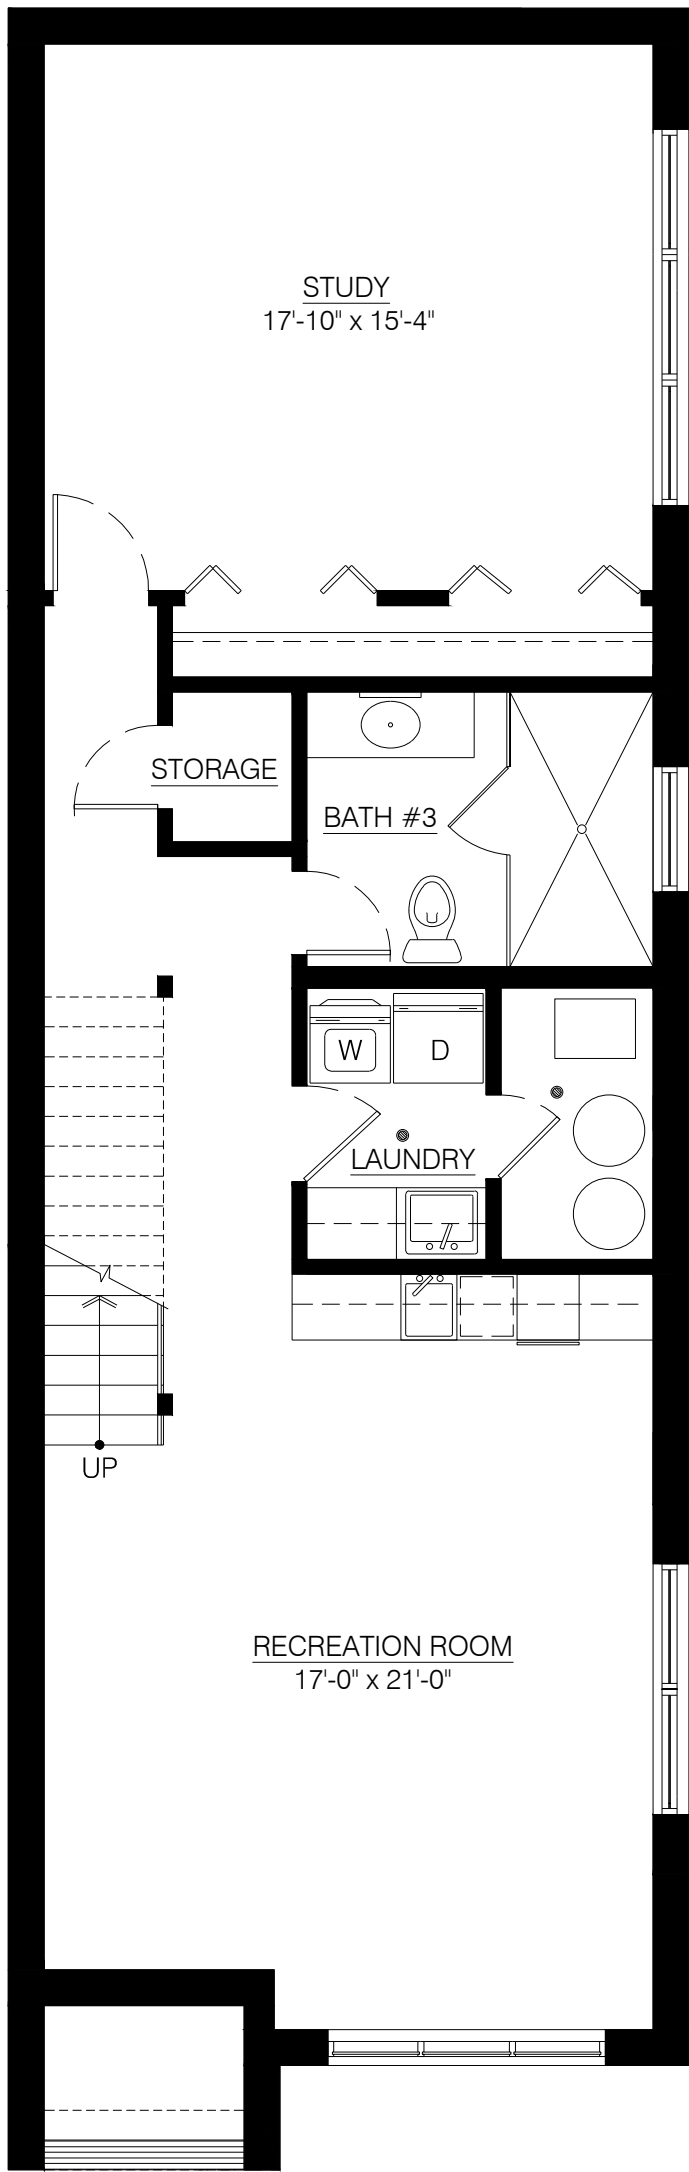 STUDY
17'-10" x 15'-4"
STORAGE
BATH #3
W
D
LAUNDRY
UP
RECREATION ROOM
17'-0" x 21'-0"